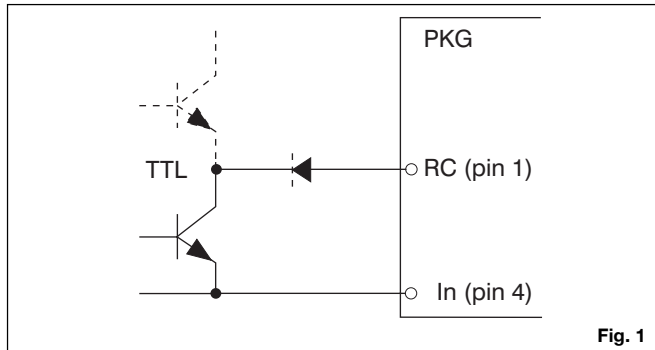 PKG
TTL
RC (pin 1)
In (pin 4)
Fig. 1